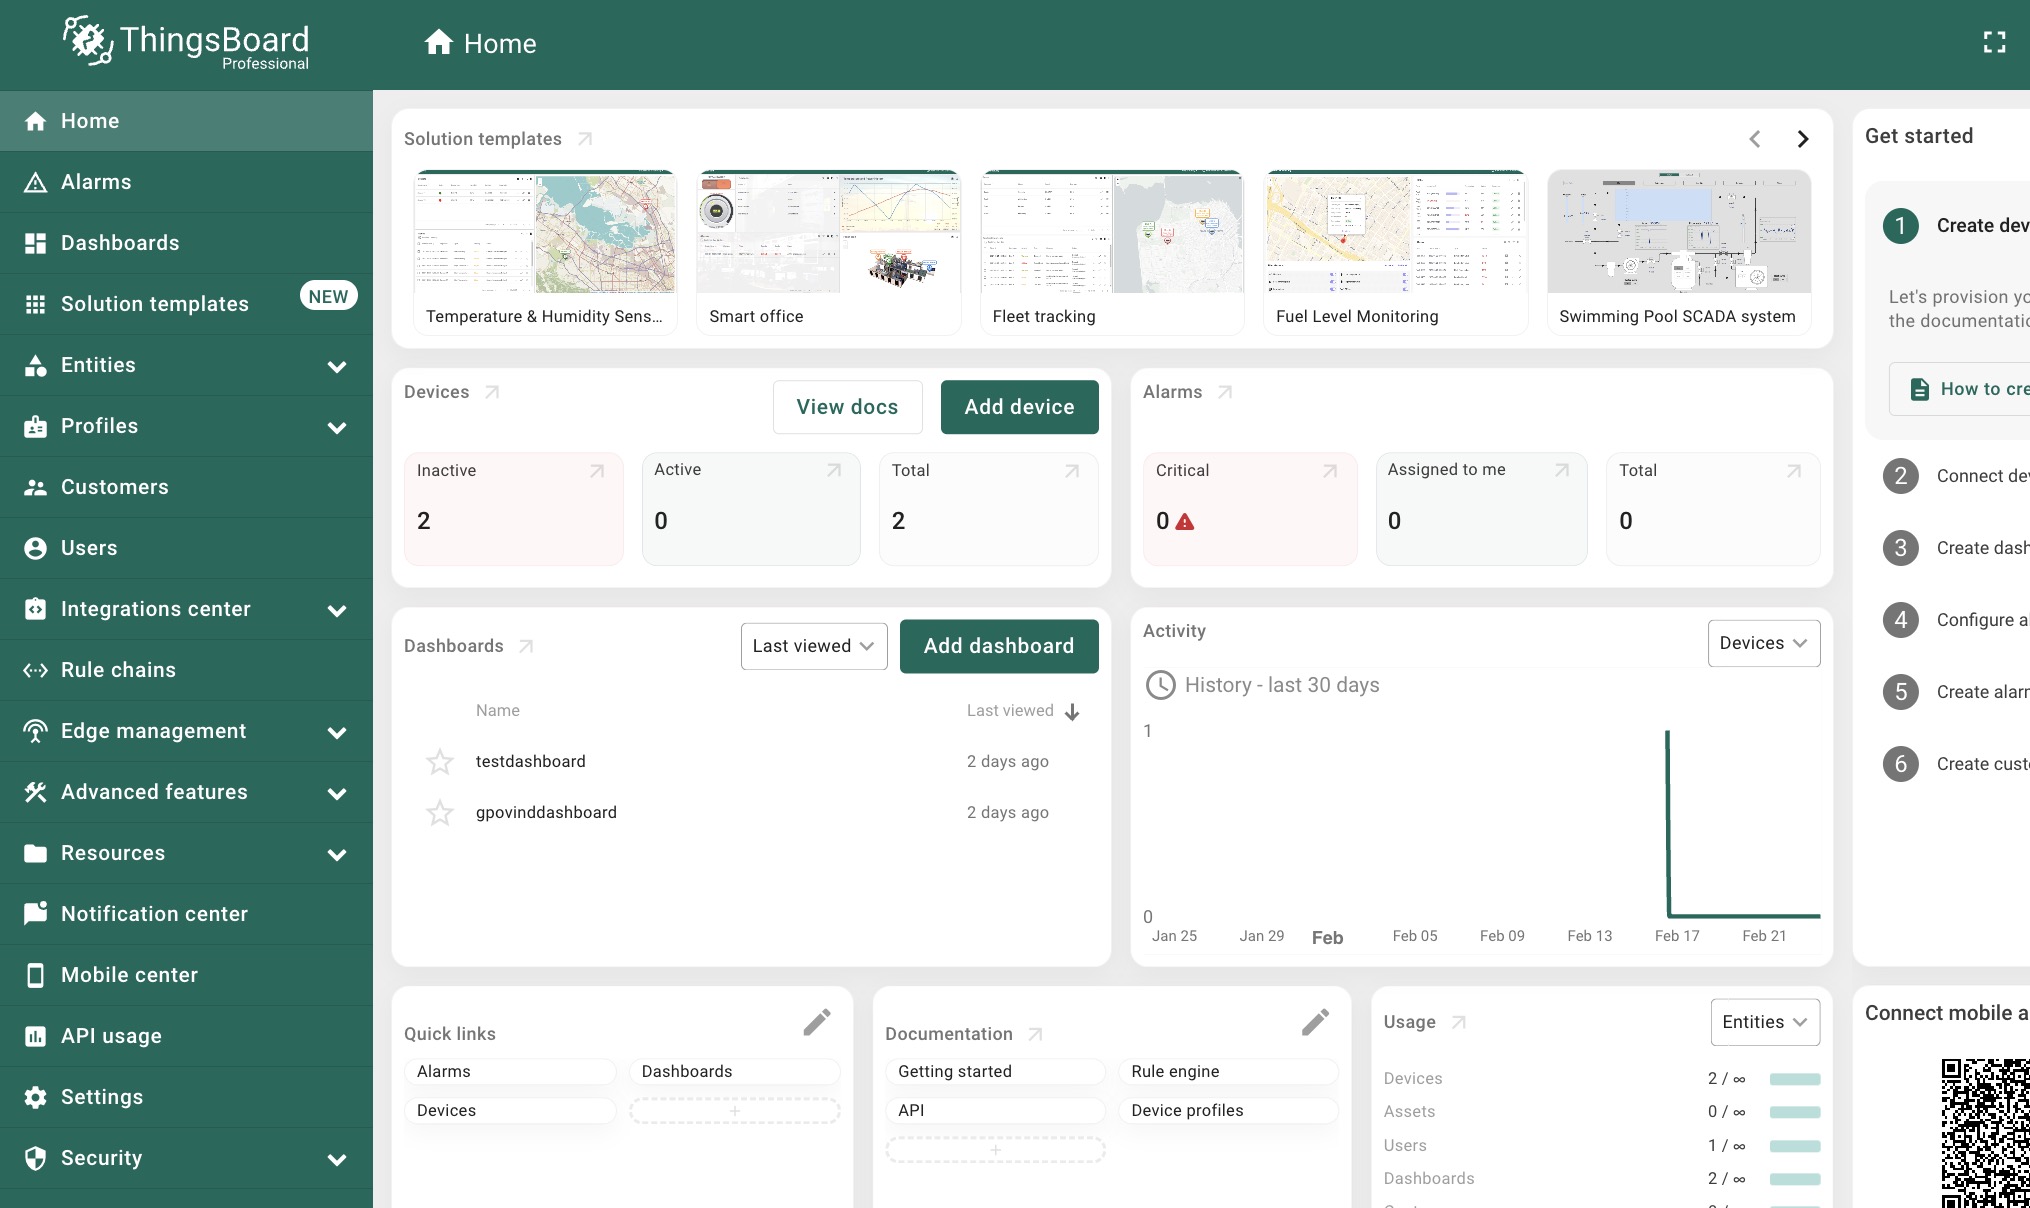 ThingsBoard
Professional
Home
Home
Alarms
Dashboards
Solution templates
NEW
Entities
Profiles
Customers
Users
Integrations center
Rule chains
Edge management
Advanced features
Resources
Notification center
Mobile center
API usage
Settings
Security
Solution templates
Temperature & Humidity Sens...
Smart office
Fleet tracking
Fuel Level Monitoring
Swimming Pool SCADA system
Devices
View docs
Add device
Inactive
2
Active
0
Total
2
Alarms
Critical
0
Assigned to me
0
Total
0
Dashboards
Last viewed
Add dashboard
Name
Last viewed
testdashboard
2 days ago
gpovinddashboard
2 days ago
Activity
Devices
History - last 30 days
1
0
Jan 25
Jan 29
Feb
Feb 05
Feb 09
Feb 13
Feb 17
Feb 21
Quick links
Alarms
Dashboards
Devices
+
Documentation
Getting started
Rule engine
API
Device profiles
+
Usage
Entities
Devices
2 / ∞
Assets
0 / ∞
Users
1 / ∞
Dashboards
2 / ∞
Get started
1
Create dev
Let's provision yo
the documentatio
How to cre
2
Connect dev
3
Create dash
4
Configure al
5
Create alarm
6
Create custo
Connect mobile a